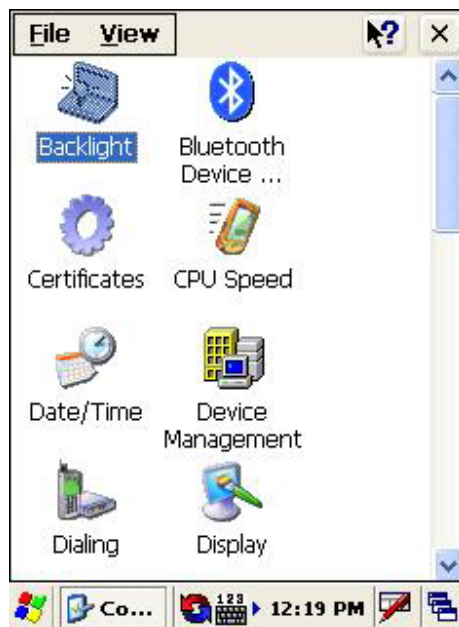 File View ?
Backlight Bluetooth
Device ...
Certificates CPU Speed
Date/Time Device
Management
Dialing Display
Co... 123 12:19 PM